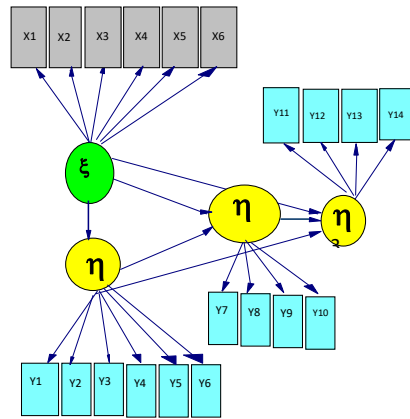 X1 X2 X3 X4 X5 X6
Y11 Y12 Y13 Y14
ξ
η
η
η
Y7 Y8 Y9 Y10
Y1 Y2 Y3 Y4 Y5 Y6